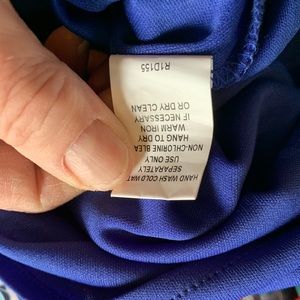 HAND WASH COLD WAT
SEPARATELY
USE ONLY
NON-CHLORINE BLEA
HANG TO DRY
WARM IRON
IF NECESSARY
OR DRY CLEAN
R1D155